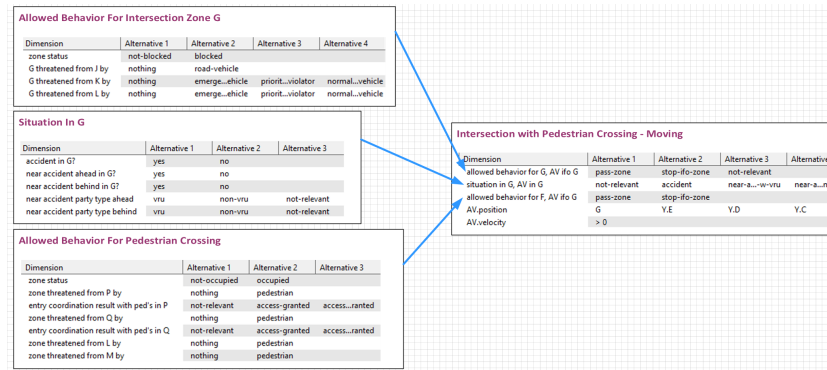 Allowed Behavior For Intersection Zone G
Dimension Alternative 1 Alternative 2 Alternative 3 Alternative 4
zone status not-blocked blocked
G threatened from J by nothing road-vehicle
G threatened from K by nothing emerge...ehicle priorit...violator normal...vehicle
G threatened from L by nothing emerge...ehicle priorit...violator normal...vehicle
Situation In G
Dimension Alternative 1 Alternative 2 Alternative 3
accident in G? yes no
near accident ahead in G? yes no
near accident behind in G? yes no
near accident party type ahead vru non-vru not-relevant
near accident party type behind vru non-vru not-relevant
Allowed Behavior For Pedestrian Crossing
Dimension Alternative 1 Alternative 2 Alternative 3
zone status not-occupied occupied
zone threatened from P by nothing pedestrian
entry coordination result with ped's in P not-relevant access-granted access...ranted
zone threatened from Q by nothing pedestrian
entry coordination result with ped's in Q not-relevant access-granted access...ranted
zone threatened from L by nothing pedestrian
zone threatened from M by nothing pedestrian
Intersection with Pedestrian Crossing - Moving
Dimension Alternative 1 Alternative 2 Alternative 3 Alternative
allowed behavior for G, AV ifo G pass-zone stop-ifo-zone not-relevant
situation in G, AV in G not-relevant accident near-a...-w-vru near-a...n
allowed behavior for F, AV ifo G pass-zone stop-ifo-zone
AV.position G Y.E Y.D Y.C
AV.velocity > 0